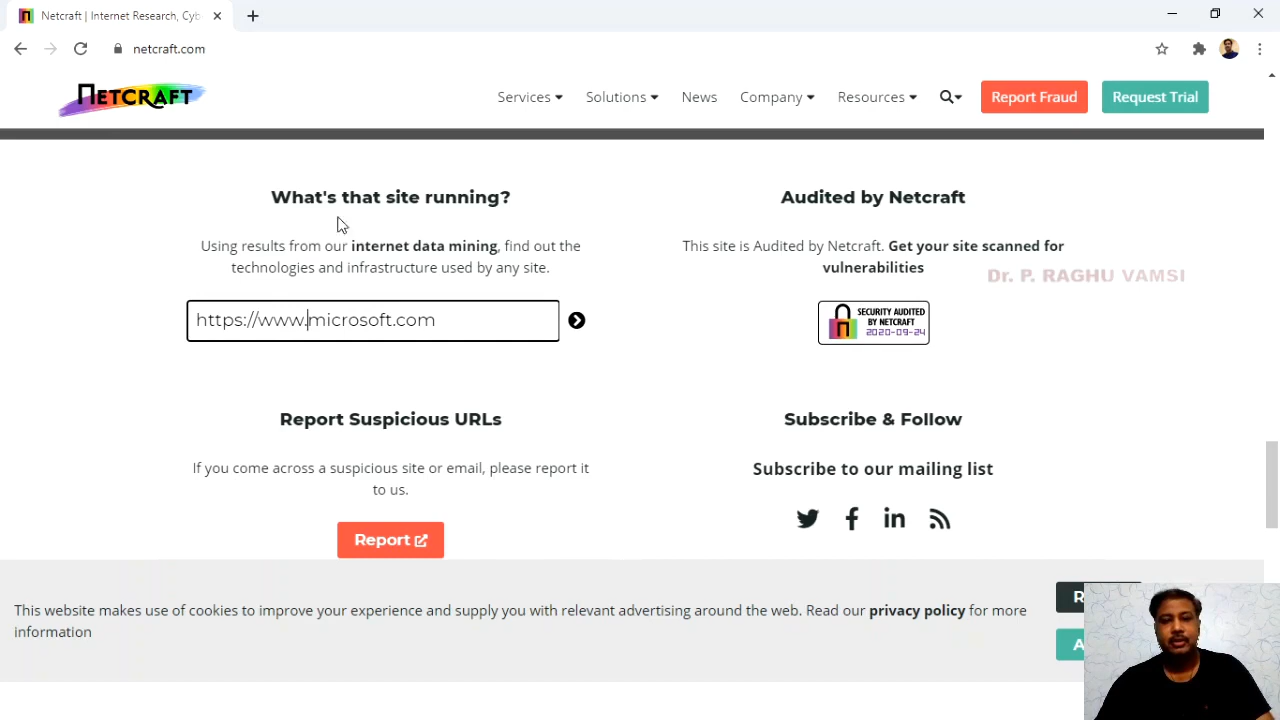 Netcraft | Internet Research, Cyb
netcraft.com
NETCRAFT
Services
Solutions
News
Company
Resources
Report Fraud
Request Trial
What's that site running?
Using results from our internet data mining, find out the
technologies and infrastructure used by any site.
https://www.microsoft.com
Audited by Netcraft
This site is Audited by Netcraft. Get your site scanned for
vulnerabilities
Dr. P. RAGHU VAMSI
SECURITY AUDITED
BY NETCRAFT
2020-09-24
Report Suspicious URLs
If you come across a suspicious site or email, please report it
to us.
Report
Subscribe & Follow
Subscribe to our mailing list
This website makes use of cookies to improve your experience and supply you with relevant advertising around the web. Read our privacy policy for more
information